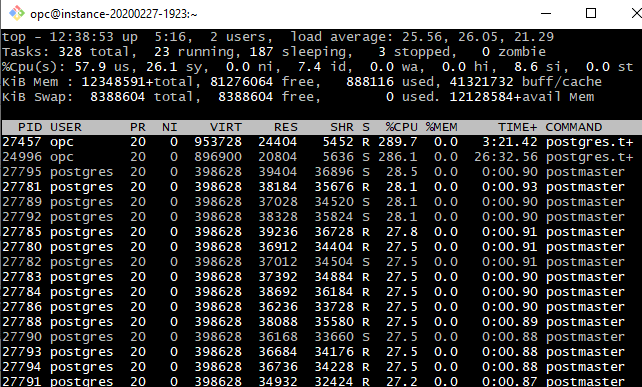 opc@instance-20200227-1923:~
top - 12:38:53 up  5:16,  2 users,  load average: 25.56, 26.05, 21.29
Tasks: 328 total,  23 running, 187 sleeping,   3 stopped,   0 zombie
%Cpu(s): 57.9 us, 26.1 sy,  0.0 ni,  7.4 id,  0.0 wa,  0.0 hi,  8.6 si,  0.0 st
KiB Mem : 12348591+total, 81276064 free,   888116 used, 41321732 buff/cache
KiB Swap:  8388604 total,  8388604 free,        0 used. 12128584+avail Mem
PID USER      PR  NI    VIRT    RES    SHR S  %CPU %MEM     TIME+ COMMAND
27457 opc       20   0  953728  24404   5452 R 289.7  0.0   3:21.42 postgres.t+
24996 opc       20   0  896900  20804   5636 S 286.1  0.0  26:32.56 postgres.t+
27795 postgres  20   0  398628  39404  36896 S  28.5  0.0   0:00.90 postmaster
27781 postgres  20   0  398628  38184  35676 R  28.1  0.0   0:00.93 postmaster
27789 postgres  20   0  398628  37028  34520 S  28.1  0.0   0:00.91 postmaster
27792 postgres  20   0  398628  38328  35824 S  28.1  0.0   0:00.91 postmaster
27785 postgres  20   0  398628  39236  36728 R  27.8  0.0   0:00.91 postmaster
27780 postgres  20   0  398628  36912  34404 R  27.5  0.0   0:00.91 postmaster
27782 postgres  20   0  398628  37012  34504 S  27.5  0.0   0:00.91 postmaster
27783 postgres  20   0  398628  37392  34884 R  27.5  0.0   0:00.90 postmaster
27784 postgres  20   0  398628  38692  36184 R  27.5  0.0   0:00.90 postmaster
27786 postgres  20   0  398628  36236  33728 R  27.5  0.0   0:00.90 postmaster
27788 postgres  20   0  398628  38088  35580 R  27.5  0.0   0:00.89 postmaster
27790 postgres  20   0  398628  36168  33660 S  27.5  0.0   0:00.88 postmaster
27793 postgres  20   0  398628  36684  34176 R  27.5  0.0   0:00.88 postmaster
27794 postgres  20   0  398628  36736  34228 R  27.5  0.0   0:00.88 postmaster
27791 postgres  20   0  398628  34932  32424 R  27.2  0.0   0:00.87 postmaster